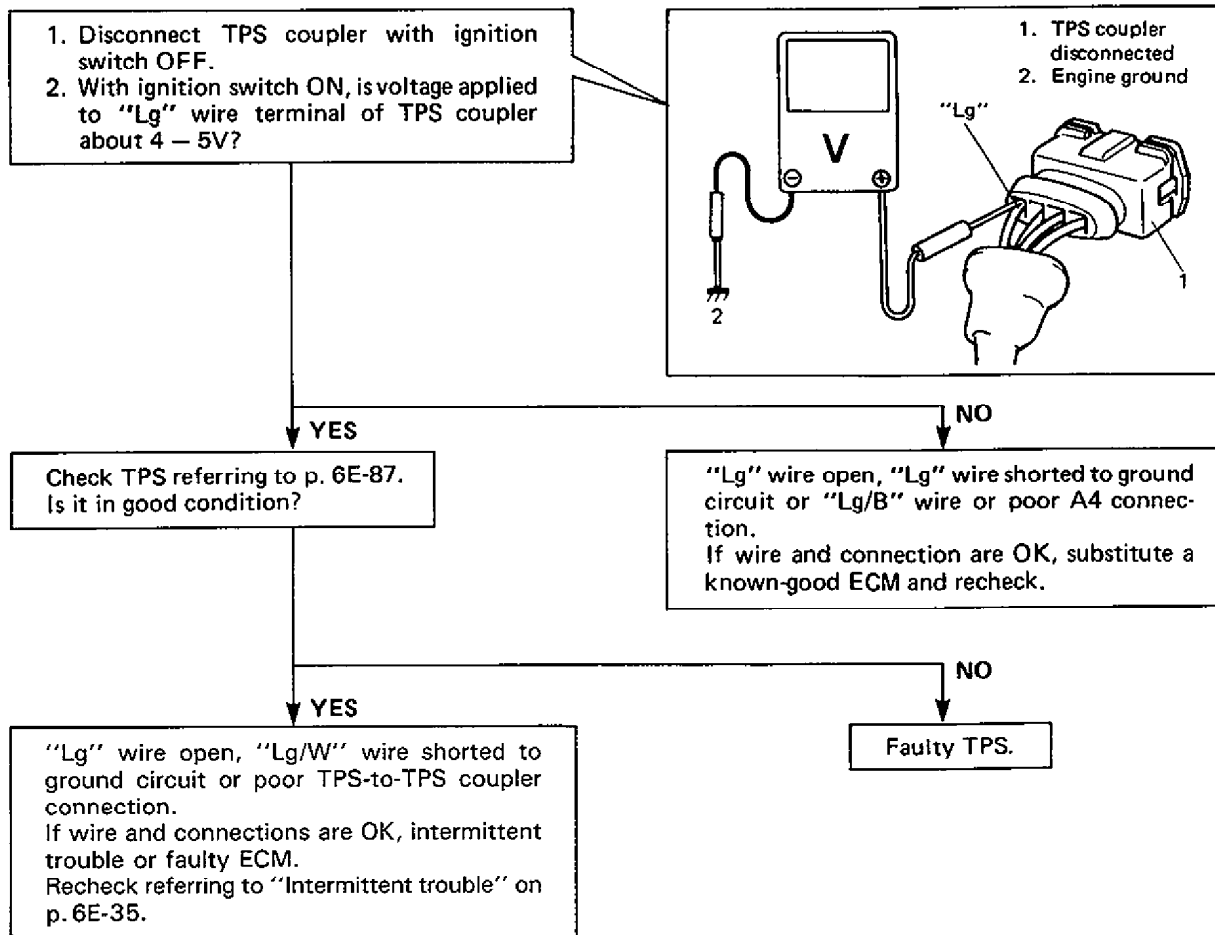 1. Disconnect TPS coupler with ignition
switch OFF.
2. With ignition switch ON, is voltage applied
to "Lg" wire terminal of TPS coupler
about 4 – 5V?
1. TPS coupler
disconnected
2. Engine ground
"Lg"
V
⊖ ⊕
1
2
YES
NO
Check TPS referring to p. 6E-87.
Is it in good condition?
"Lg" wire open, "Lg" wire shorted to ground
circuit or "Lg/B" wire or poor A4 connec-
tion.
If wire and connection are OK, substitute a
known-good ECM and recheck.
YES
NO
"Lg" wire open, "Lg/W" wire shorted to
ground circuit or poor TPS-to-TPS coupler
connection.
If wire and connections are OK, intermittent
trouble or faulty ECM.
Recheck referring to "Intermittent trouble" on
p. 6E-35.
Faulty TPS.